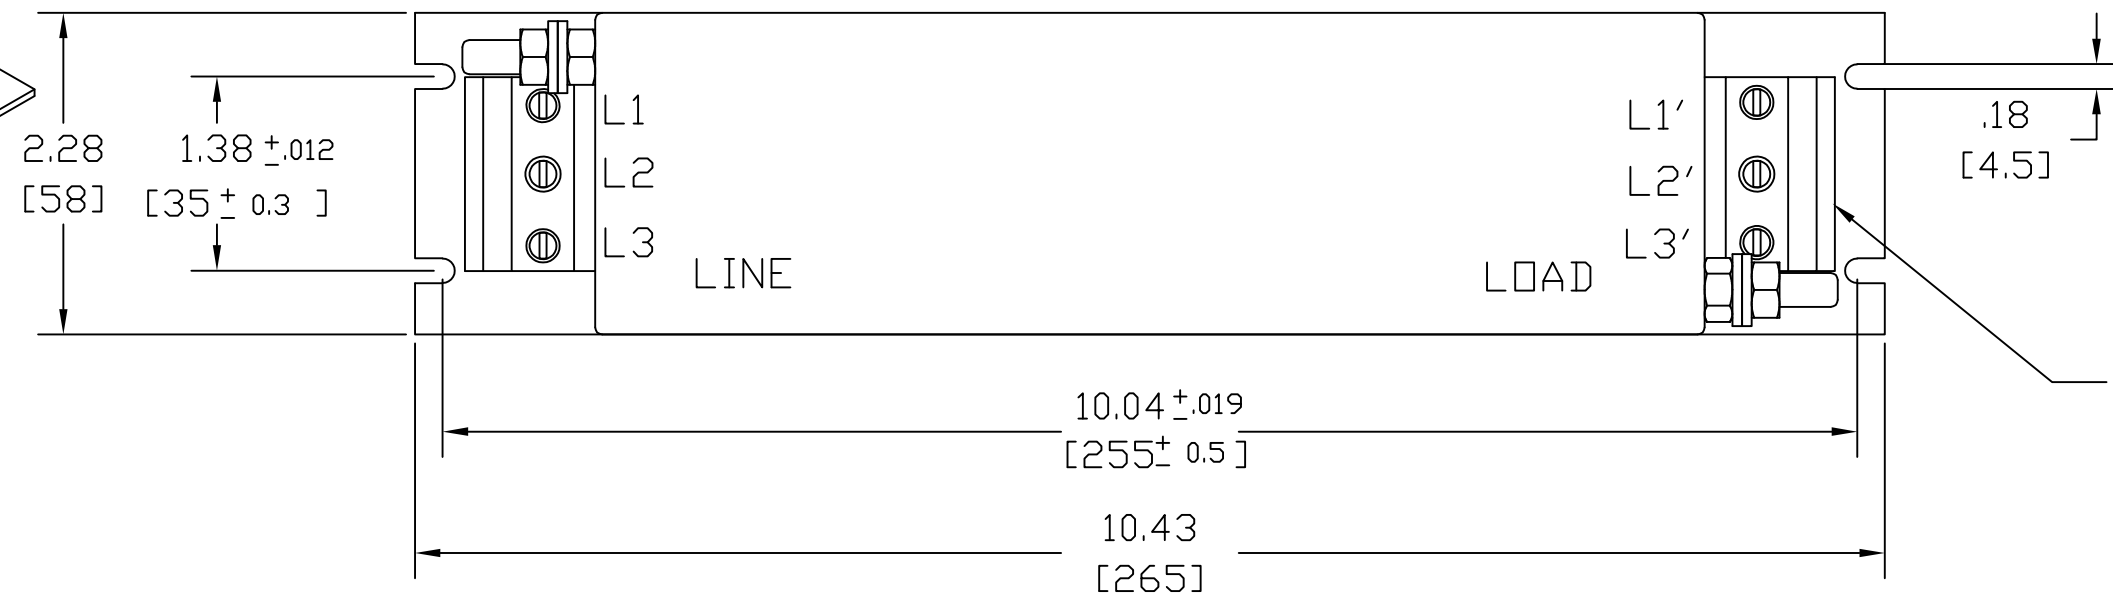 2.28
[58]
1.38 ±.012
[35± 0.3 ]
L1
L2
L3
LINE
L1'
L2'
L3'
LOAD
.18
[4.5]
10.04±.019
[255± 0.5 ]
10.43
[265]